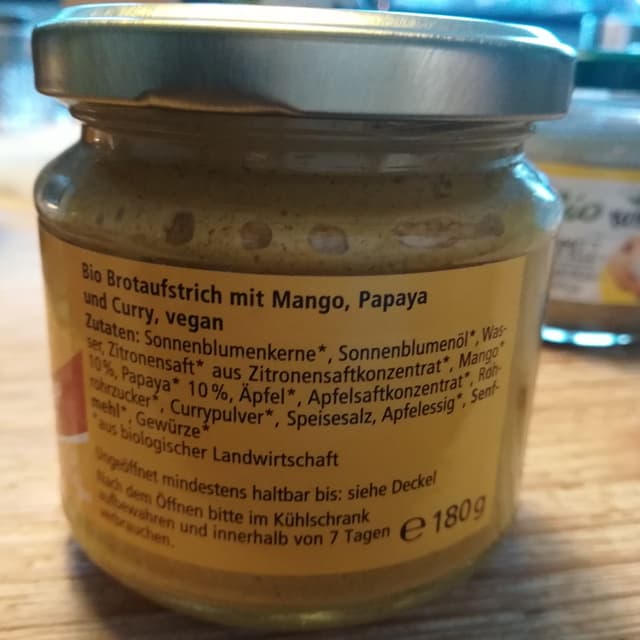 Bio Brotaufstrich mit Mango, Papaya
und Curry, vegan
Zutaten: Sonnenblumenkerne*, Sonnenblumenöl*, Was-
ser, Zitronensaft* aus Zitronensaftkonzentrat*, Mango*
10%, Papaya* 10%, Äpfel*, Apfelsaftkonzentrat*, Roh-
rohrzucker*, Currypulver*, Speisesalz, Apfelessig*, Senf-
mehl*, Gewürze*
*aus biologischer Landwirtschaft
Ungeöffnet mindestens haltbar bis: siehe Deckel
Nach dem Öffnen bitte im Kühlschrank
aufbewahren und innerhalb von 7 Tagen
verbrauchen.
℮ 180g
Bio